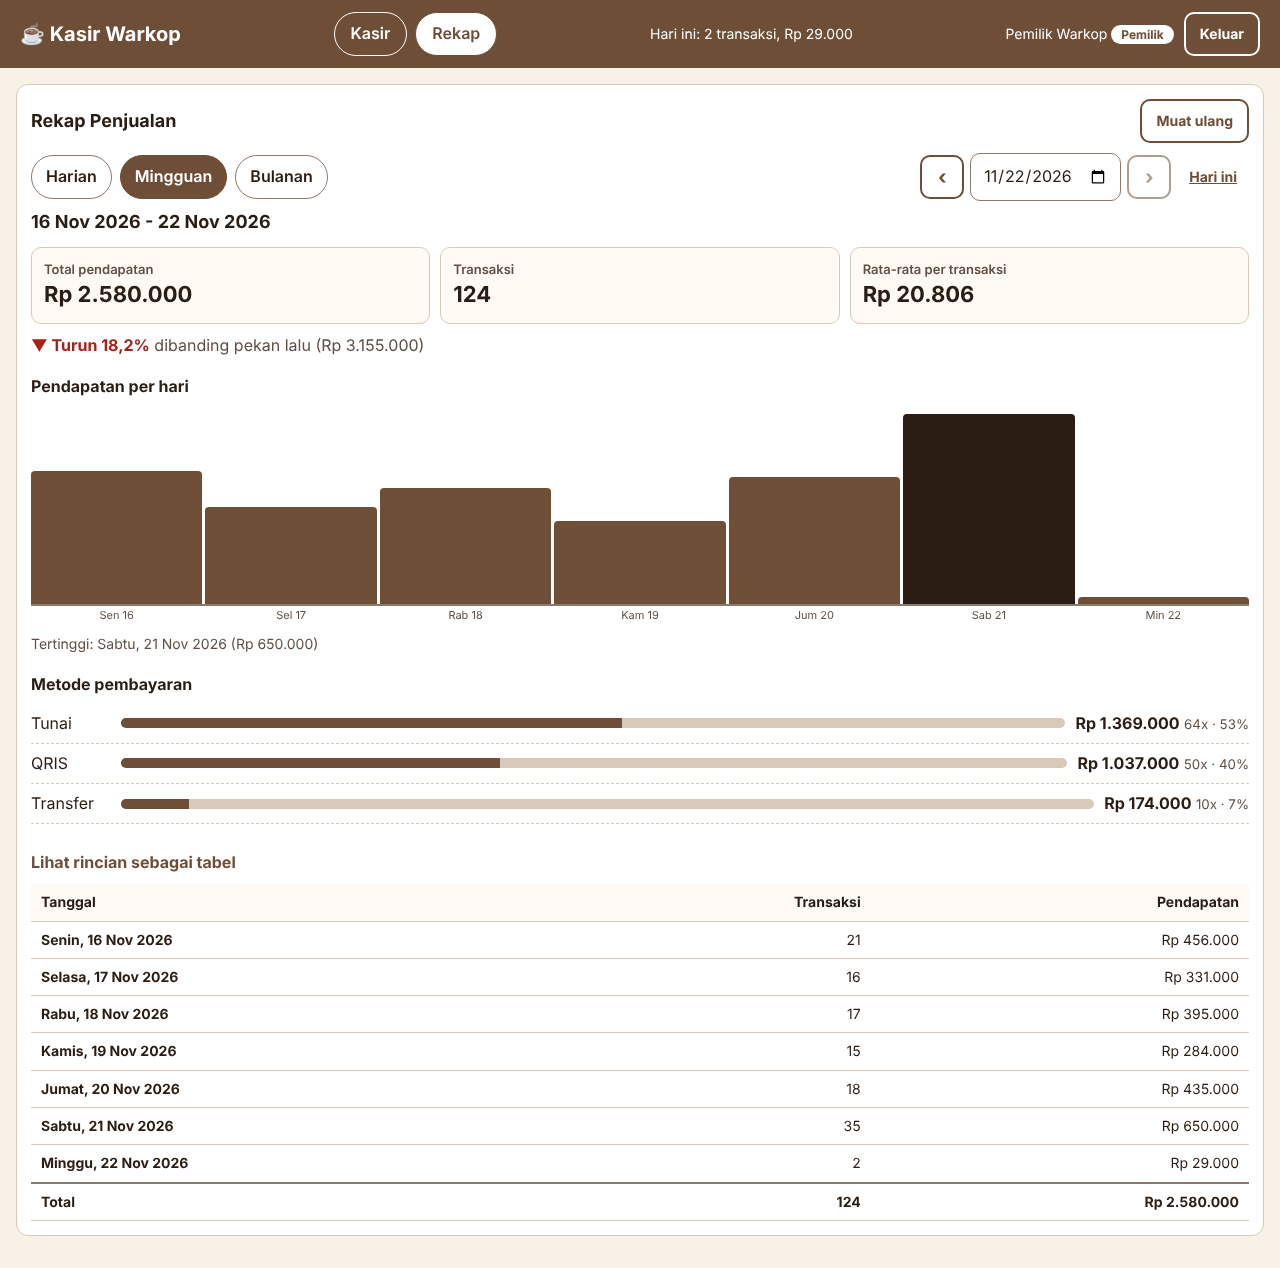 ☕ Kasir Warkop
Kasir
Rekap
Hari ini: 2 transaksi, Rp 29.000
Pemilik Warkop Pemilik
Keluar
Rekap Penjualan
Muat ulang
Harian
Mingguan
Bulanan
‹
11/22/2026
›
Hari ini
16 Nov 2026 - 22 Nov 2026
Total pendapatan
Rp 2.580.000
Transaksi
124
Rata-rata per transaksi
Rp 20.806
▼ Turun 18,2% dibanding pekan lalu (Rp 3.155.000)
Pendapatan per hari
Sen 16
Sel 17
Rab 18
Kam 19
Jum 20
Sab 21
Min 22
Tertinggi: Sabtu, 21 Nov 2026 (Rp 650.000)
Metode pembayaran
Tunai Rp 1.369.000 64x · 53%
QRIS Rp 1.037.000 50x · 40%
Transfer Rp 174.000 10x · 7%
Lihat rincian sebagai tabel
Tanggal Transaksi Pendapatan
Senin, 16 Nov 2026 21 Rp 456.000
Selasa, 17 Nov 2026 16 Rp 331.000
Rabu, 18 Nov 2026 17 Rp 395.000
Kamis, 19 Nov 2026 15 Rp 284.000
Jumat, 20 Nov 2026 18 Rp 435.000
Sabtu, 21 Nov 2026 35 Rp 650.000
Minggu, 22 Nov 2026 2 Rp 29.000
Total 124 Rp 2.580.000